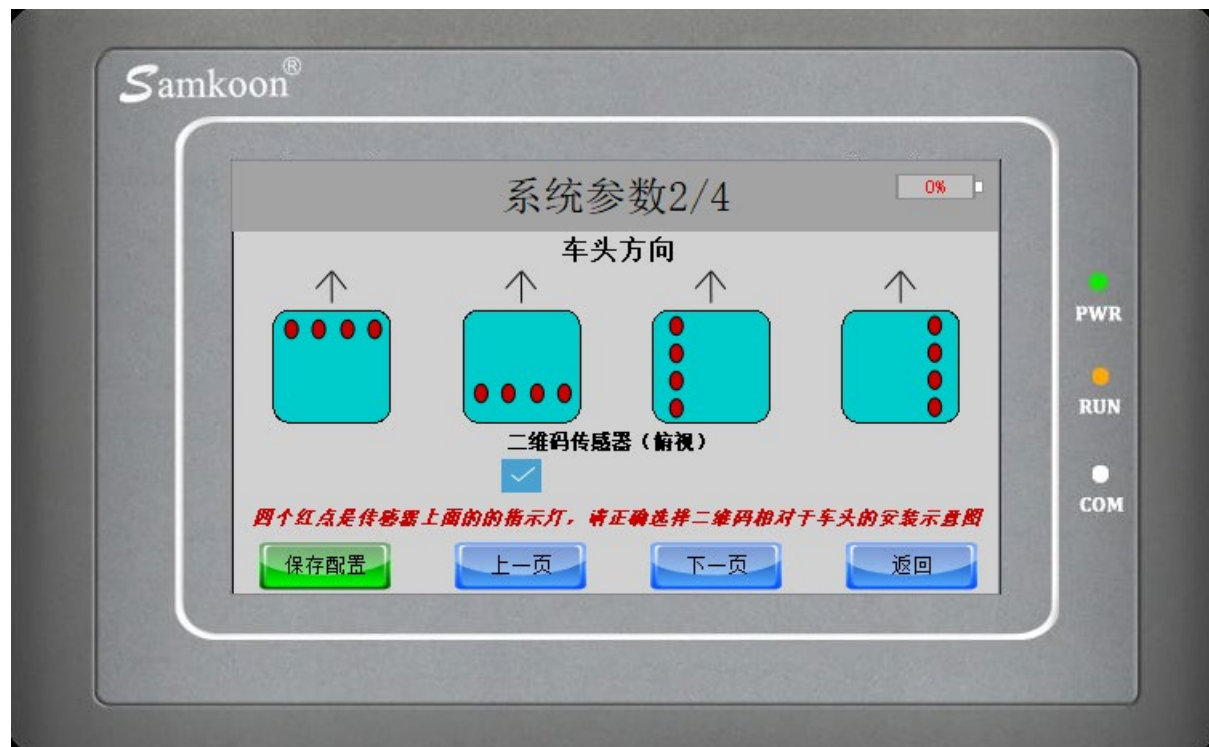 Samkoon®
系统参数2/4
0%
车头方向
PWR
RUN
二维码传感器（俯视）
COM
四个红点是传感器上面的的指示灯，请正确选择二维码相对于车头的安装示意图
保存配置
上一页
下一页
返回